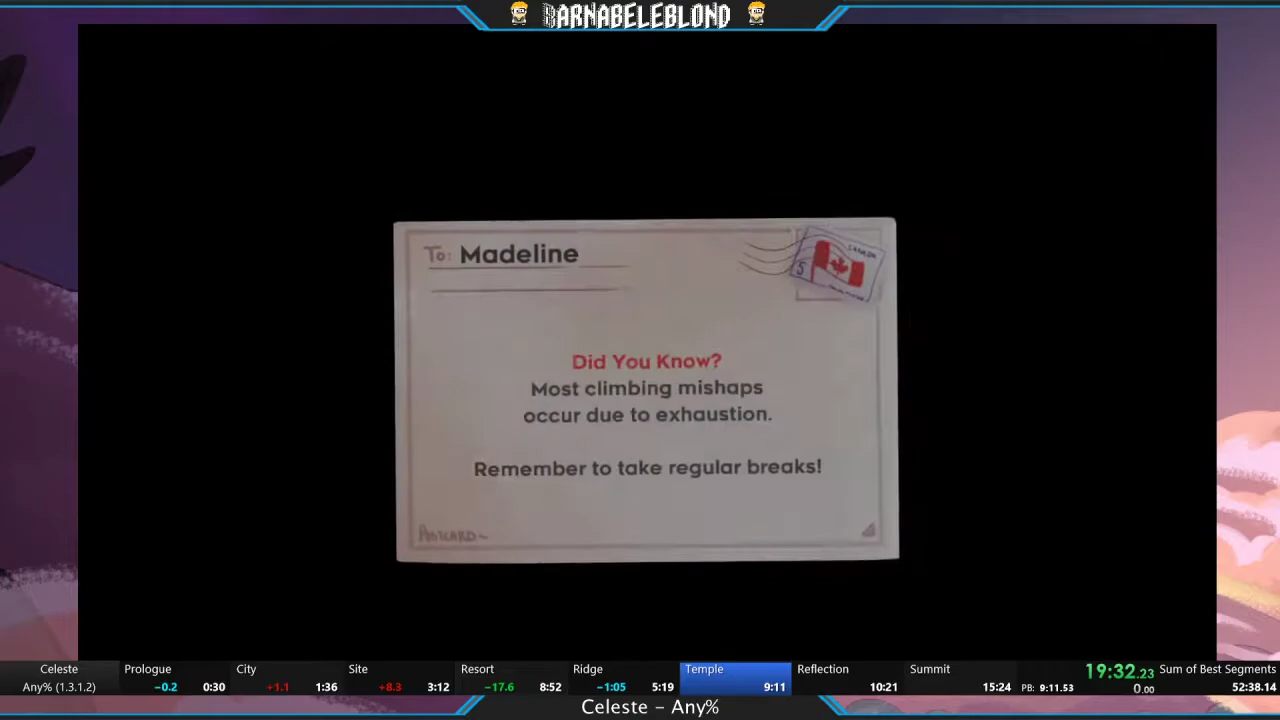 BARNABELEBLOND
To: Madeline
CANADA
5
Did You Know?
Most climbing mishaps
occur due to exhaustion.
Remember to take regular breaks!
POSTCARD~
Celeste Prologue City Site Resort Ridge Temple Reflection Summit 19:32.23 Sum of Best Segments
Any% (1.3.1.2) −0.2 0:30 +1.1 1:36 +8.3 3:12 −17.6 8:52 −1:05 5:19 9:11 10:21 15:24 PB: 9:11.53 0.00 52:38.14
Celeste – Any%